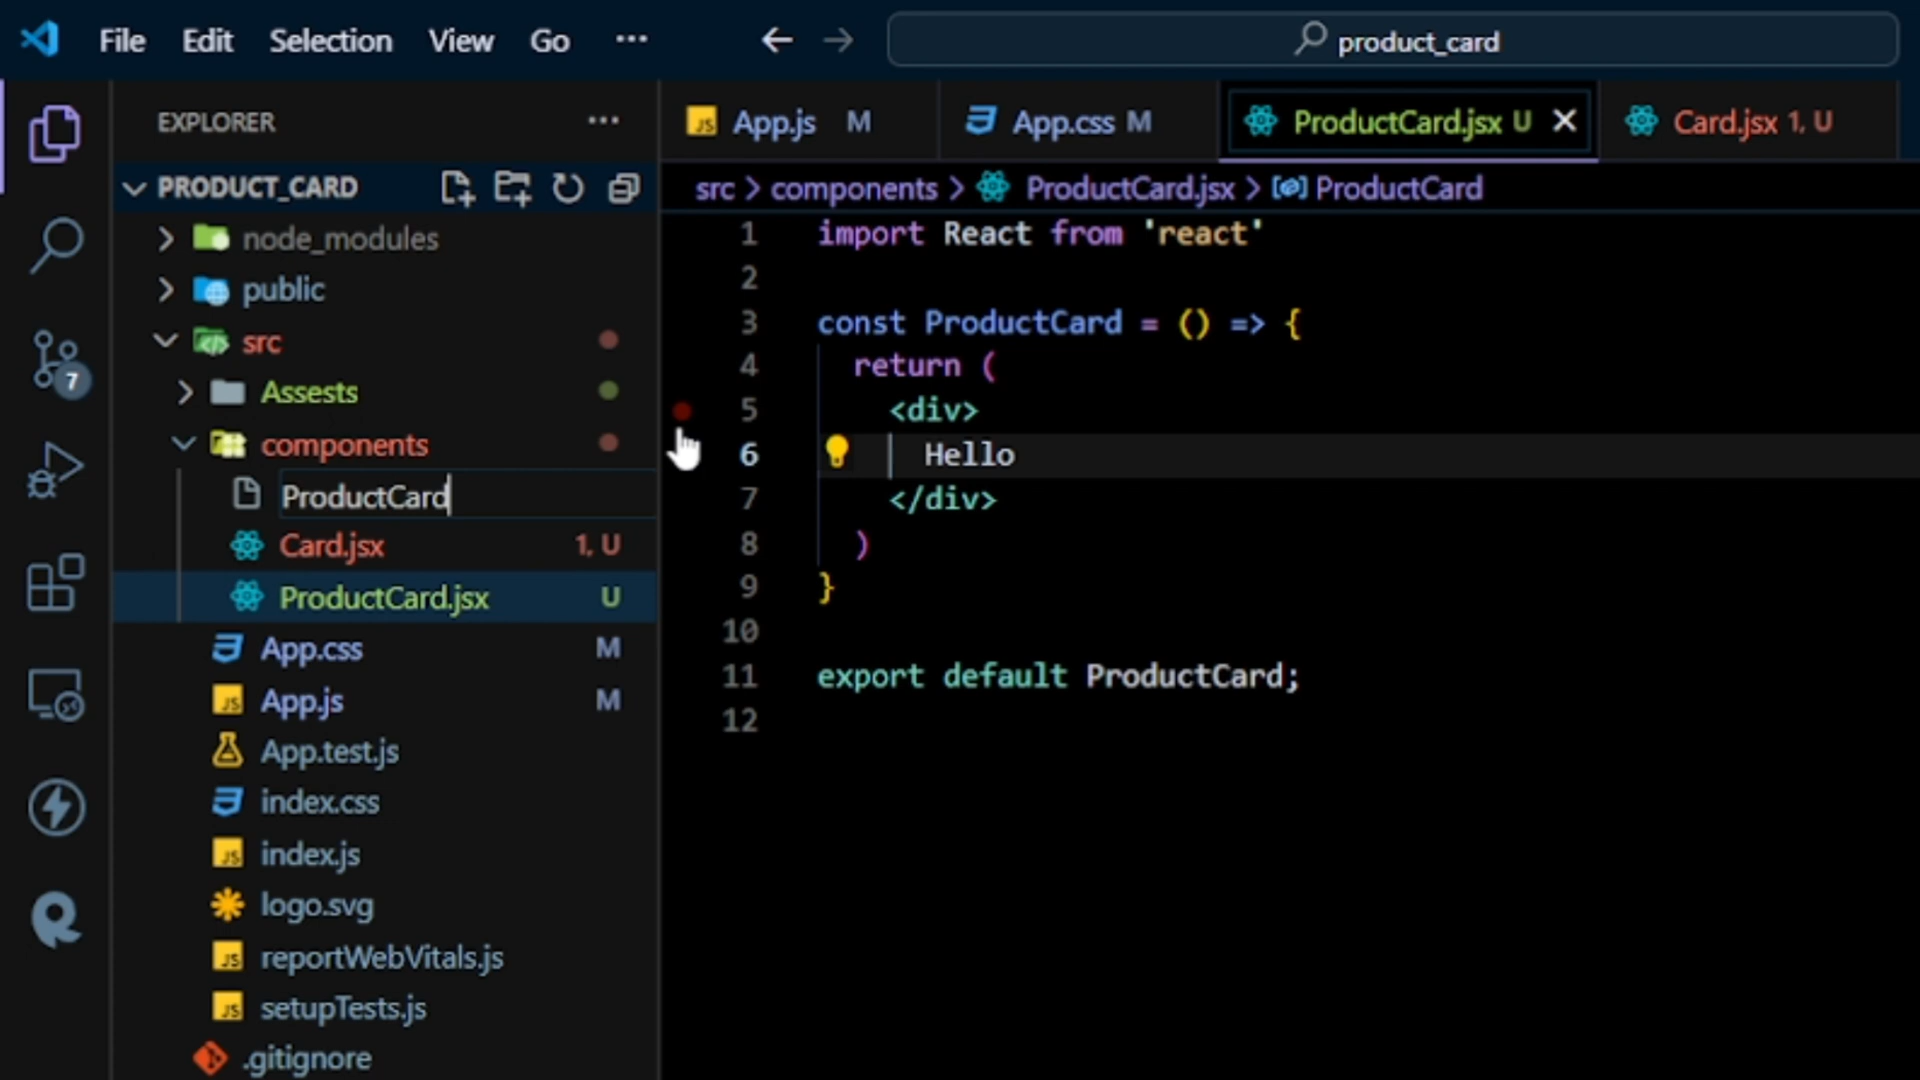 File Edit Selection View Go ··· product_card
EXPLORER ···
PRODUCT_CARD
node_modules
public
src
Assests
components
ProductCard
Card.jsx 1, U
ProductCard.jsx U
App.css M
App.js M
App.test.js
index.css
index.js
logo.svg
reportWebVitals.js
setupTests.js
.gitignore
7
JS App.js M App.css M ProductCard.jsx U Card.jsx 1, U
src > components > ProductCard.jsx > ProductCard
1 import React from 'react'
2
3 const ProductCard = () => {
4 return (
5 <div>
6 Hello
7 </div>
8 )
9 }
10
11 export default ProductCard;
12